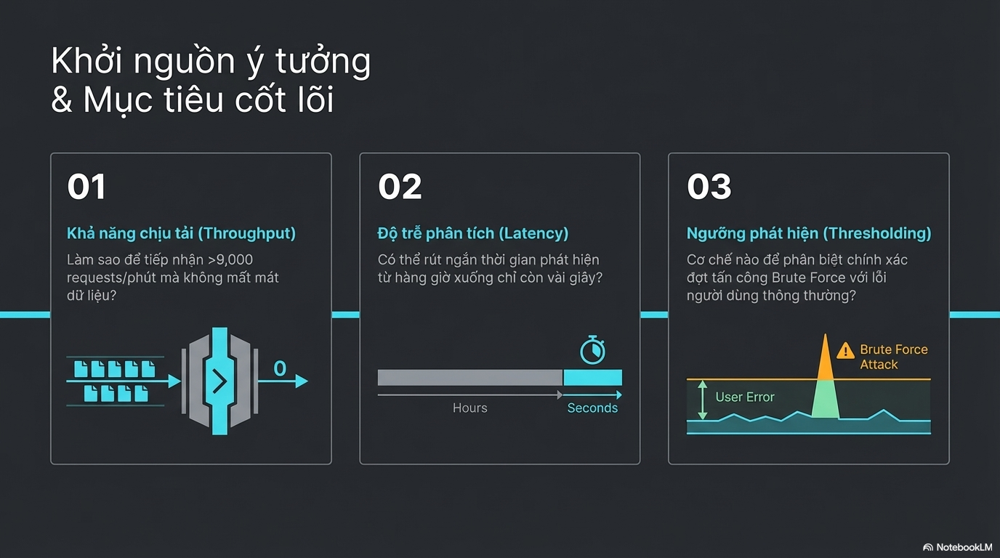 Khởi nguồn ý tưởng
& Mục tiêu cốt lõi
01
Khả năng chịu tải (Throughput)
Làm sao để tiếp nhận >9,000
requests/phút mà không mất mát
dữ liệu?
0
02
Độ trễ phân tích (Latency)
Có thể rút ngắn thời gian phát hiện
từ hàng giờ xuống chỉ còn vài giây?
Hours
Seconds
03
Ngưỡng phát hiện (Thresholding)
Cơ chế nào để phân biệt chính xác
đợt tấn công Brute Force với lỗi
người dùng thông thường?
Brute Force
Attack
User Error
NotebookLM